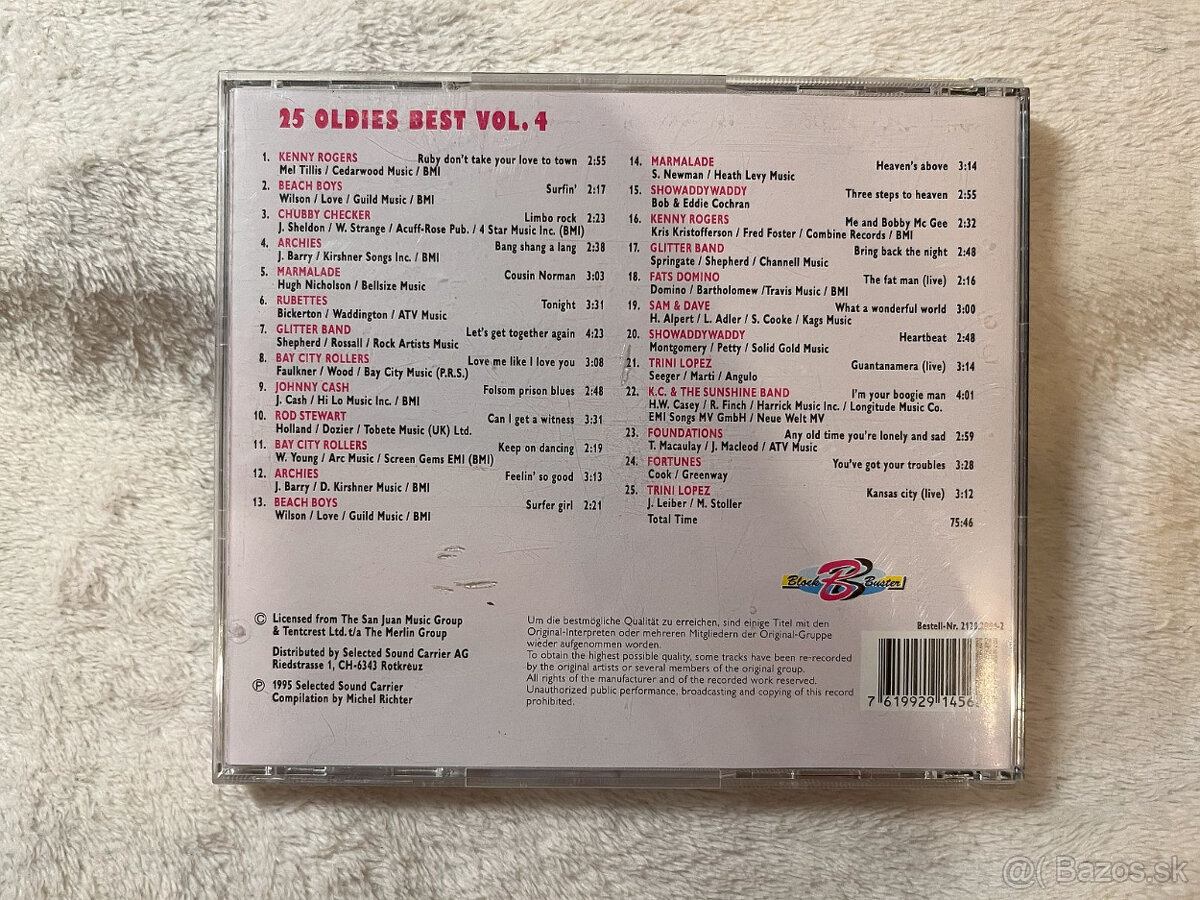 25 OLDIES BEST VOL. 4
1. KENNY ROGERS Ruby don't take your love to town 2:55
Mel Tillis / Cedarwood Music / BMI
2. BEACH BOYS Surfin' 2:17
Wilson / Love / Guild Music / BMI
3. CHUBBY CHECKER Limbo rock 2:23
J. Sheldon / W. Strange / Acuff-Rose Pub. / 4 Star Music Inc. (BMI)
4. ARCHIES Bang shang a lang 2:38
J. Barry / Kirshner Songs Inc. / BMI
5. MARMALADE Cousin Norman 3:03
Hugh Nicholson / Bellsize Music
6. RUBETTES Tonight 3:31
Bickerton / Waddington / ATV Music
7. GLITTER BAND Let's get together again 4:23
Shepherd / Rossall / Rock Artists Music
8. BAY CITY ROLLERS Love me like I love you 3:08
Faulkner / Wood / Bay City Music (P.R.S.)
9. JOHNNY CASH Folsom prison blues 2:48
J. Cash / Hi Lo Music Inc. / BMI
10. ROD STEWART Can I get a witness 3:31
Holland / Dozier / Tobete Music (UK) Ltd.
11. BAY CITY ROLLERS Keep on dancing 2:19
W. Young / Arc Music / Screen Gems EMI (BMI)
12. ARCHIES Feelin' so good 3:13
J. Barry / D. Kirshner Music / BMI
13. BEACH BOYS Surfer girl 2:21
Wilson / Love / Guild Music / BMI
14. MARMALADE Heaven's above 3:14
S. Newman / Heath Levy Music
15. SHOWADDYWADDY Three steps to heaven 2:55
Bob & Eddie Cochran
16. KENNY ROGERS Me and Bobby Mc Gee 2:32
Kris Kristofferson / Fred Foster / Combine Records / BMI
17. GLITTER BAND Bring back the night 2:48
Springate / Shepherd / Channell Music
18. FATS DOMINO The fat man (live) 2:16
Domino / Bartholomew /Travis Music / BMI
19. SAM & DAVE What a wonderful world 3:00
H. Alpert / L. Adler / S. Cooke / Kags Music
20. SHOWADDYWADDY Heartbeat 2:48
Montgomery / Petty / Solid Gold Music
21. TRINI LOPEZ Guantanamera (live) 3:14
Seeger / Marti / Angulo
22. K.C. & THE SUNSHINE BAND I'm your boogie man 4:01
H.W. Casey / R. Finch / Harrick Music Inc. / Longitude Music Co.
EMI Songs MV GmbH / Neue Welt MV
23. FOUNDATIONS Any old time you're lonely and sad 2:59
T. Macaulay / J. Macleod / ATV Music
24. FORTUNES You've got your troubles 3:28
Cook / Greenway
25. TRINI LOPEZ Kansas city (live) 3:12
J. Leiber / M. Stoller
Total Time 75:46
Block B Buster
© Licensed from The San Juan Music Group
& Tentcrest Ltd. t/a The Merlin Group
Distributed by Selected Sound Carrier AG
Riedstrasse 1, CH-6343 Rotkreuz
℗ 1995 Selected Sound Carrier
Compilation by Michel Richter
Um die bestmögliche Qualität zu erreichen, sind einige Titel mit den
Original-Interpreten oder mehreren Mitgliedern der Original-Gruppe
wieder aufgenommen worden.
To obtain the highest possible quality, some tracks have been re-recorded
by the original artists or several members of the original group.
All rights of the manufacturer and of the recorded work reserved.
Unauthorized public performance, broadcasting and copying of this record
prohibited.
Bestell-Nr.
7 619929 1456
@( Bazos.sk